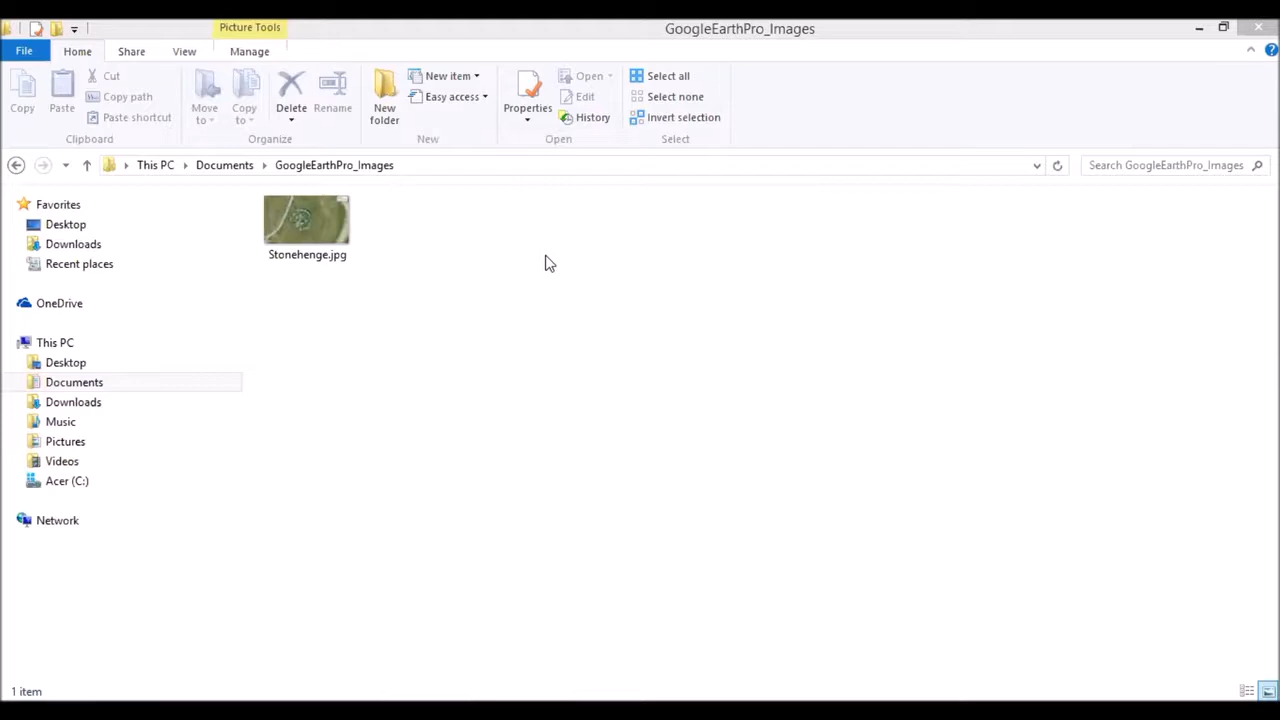 Picture Tools
GoogleEarthPro_Images
File Home Share View Manage
Copy
Paste
Cut
Copy path
Paste shortcut
Clipboard
Move to
Copy to
Delete
Rename
Organize
New folder
New item
Easy access
New
Properties
Open
Edit
History
Open
Select all
Select none
Invert selection
Select
This PC Documents GoogleEarthPro_Images
Search GoogleEarthPro_Images
Favorites
Desktop
Downloads
Recent places
OneDrive
This PC
Desktop
Documents
Downloads
Music
Pictures
Videos
Acer (C:)
Network
Stonehenge.jpg
1 item